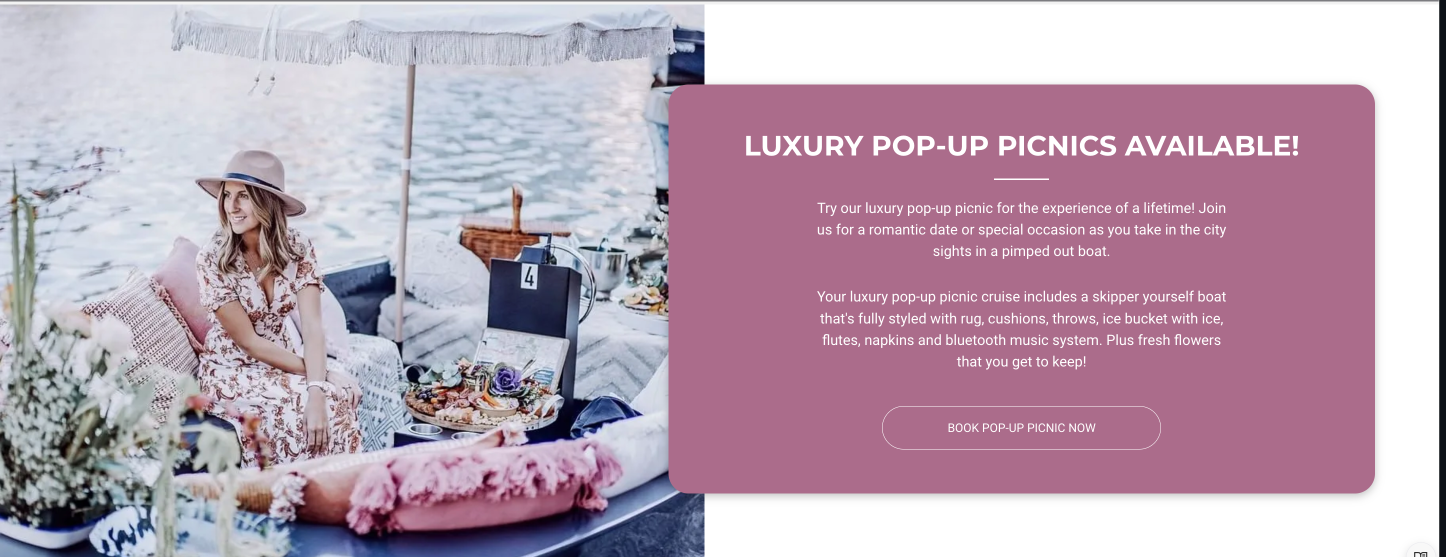 LUXURY POP-UP PICNICS AVAILABLE!
Try our luxury pop-up picnic for the experience of a lifetime! Join
us for a romantic date or special occasion as you take in the city
sights in a pimped out boat.
Your luxury pop-up picnic cruise includes a skipper yourself boat
that's fully styled with rug, cushions, throws, ice bucket with ice,
flutes, napkins and bluetooth music system. Plus fresh flowers
that you get to keep!
BOOK POP-UP PICNIC NOW
4